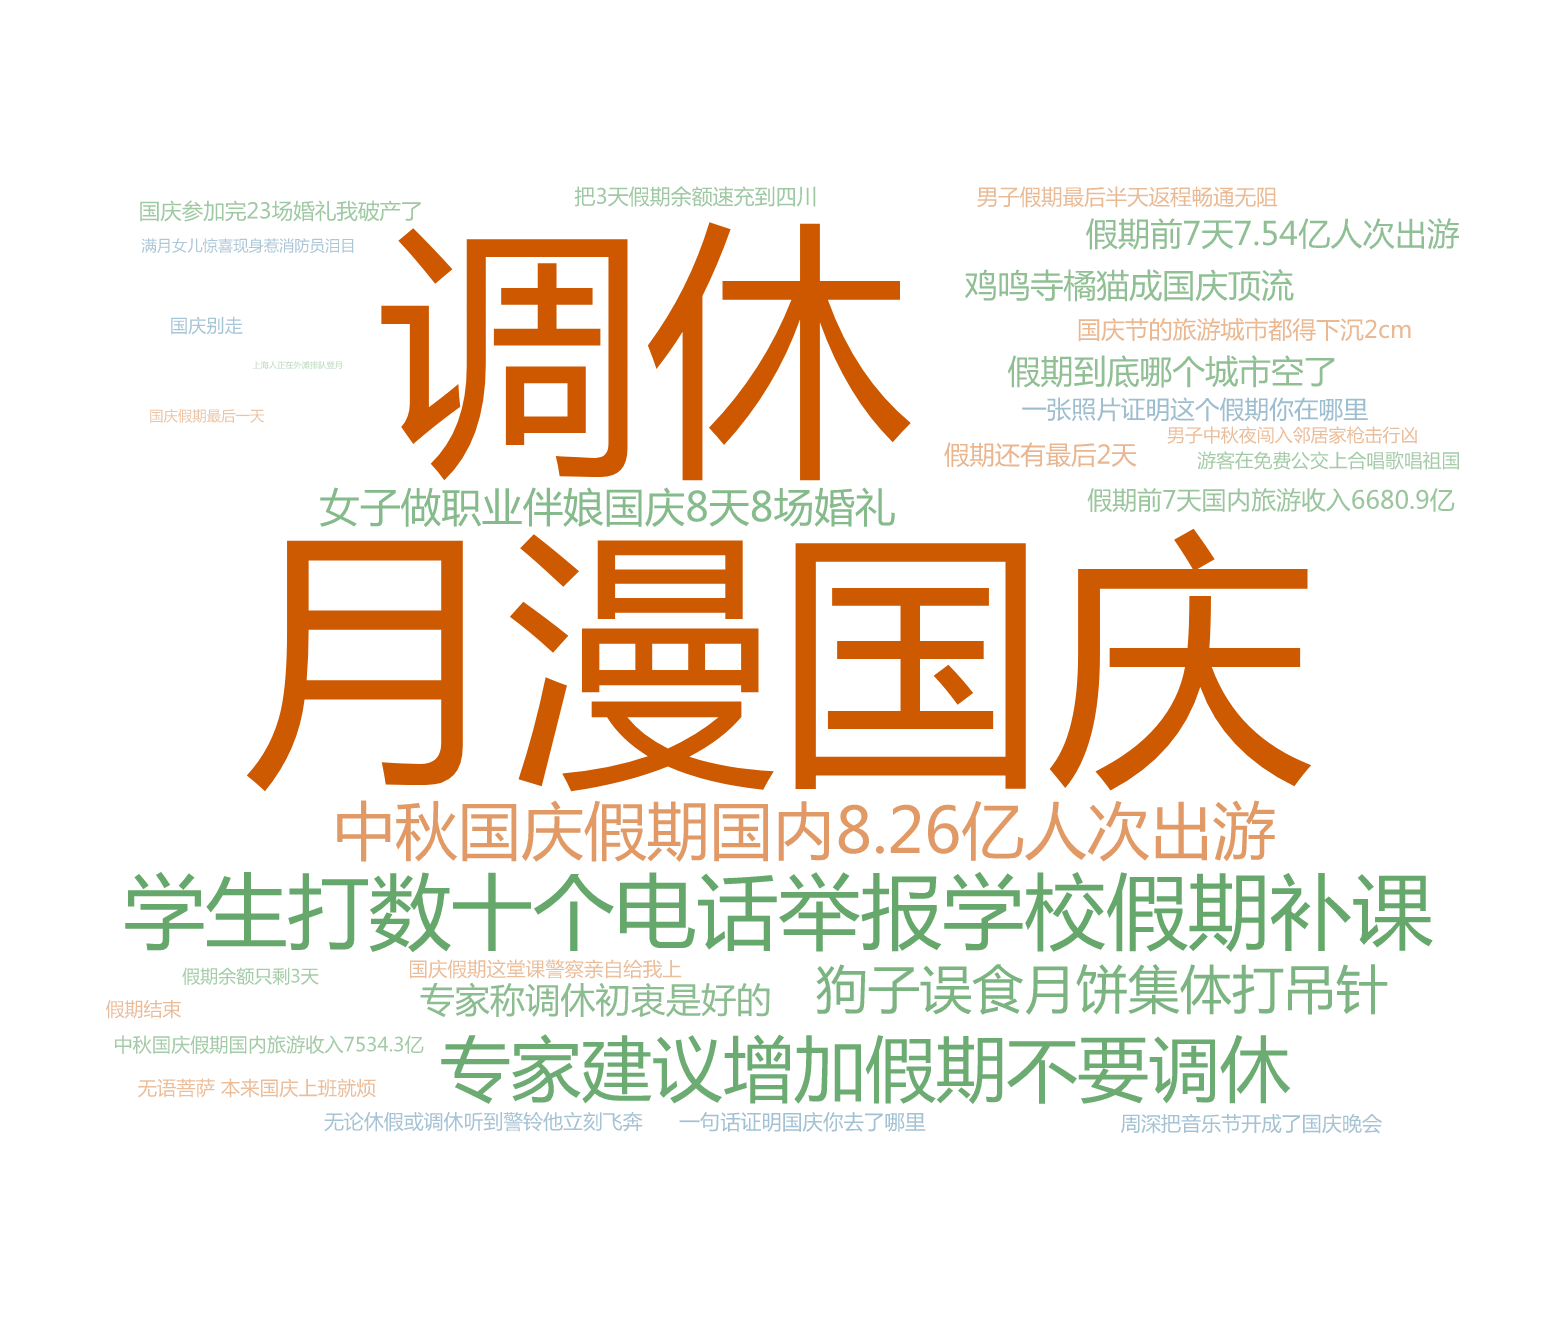 把3天假期余额速充到四川
男子假期最后半天返程畅通无阻
国庆参加完23场婚礼我破产了
假期前7天7.54亿人次出游
满月女儿惊喜现身惹消防员泪目
调休
鸡鸣寺橘猫成国庆顶流
国庆别走
国庆节的旅游城市都得下沉2cm
上海人正在外滩排队登月
假期到底哪个城市空了
国庆假期最后一天
一张照片证明这个假期你在哪里
男子中秋夜闯入邻居家枪击行凶
假期还有最后2天
游客在免费公交上合唱歌唱祖国
女子做职业伴娘国庆8天8场婚礼
假期前7天国内旅游收入6680.9亿
月漫国庆
中秋国庆假期国内8.26亿人次出游
学生打数十个电话举报学校假期补课
国庆假期这堂课警察亲自给我上
假期余额只剩3天
狗子误食月饼集体打吊针
专家称调休初衷是好的
假期结束
中秋国庆假期国内旅游收入7534.3亿
专家建议增加假期不要调休
无语菩萨 本来国庆上班就烦
无论休假或调休听到警铃他立刻飞奔
一句话证明国庆你去了哪里
周深把音乐节开成了国庆晚会